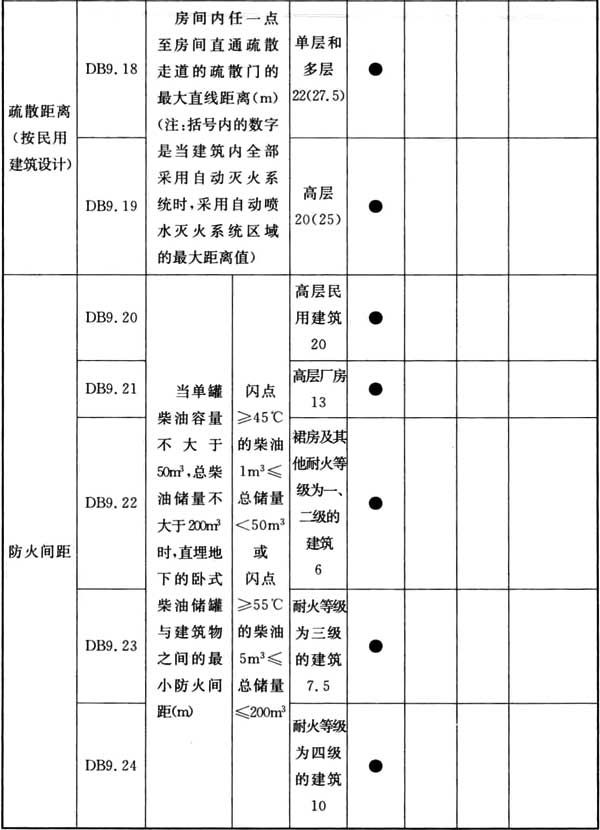 疏散距离
(按民用
建筑设计)
DB9.18
房间内任一点
至房间直通疏散
走道的疏散门的
最大直线距离(m)
(注:括号内的数字
是当建筑内全部
采用自动灭火系
统时,采用自动喷
水灭火系统区域
的最大距离值)
单层和
多层
22(27.5)
●
DB9.19
高层
20(25)
●
防火间距
DB9.20
当单罐
柴油容量
不大于
50m³,总柴
油储量不
大于200m³
时,直埋地
下的卧式
柴油储罐
与建筑物
之间的最
小防火间
距(m)
闪点
≥45℃
的柴油
1m³≤
总储量
<50m³
或
闪点
≥55℃
的柴油
5m³≤
总储量
≤200m³
高层民
用建筑
20
●
DB9.21
高层厂房
13
●
DB9.22
裙房及其
他耐火等
级为一、
二级的
建筑
6
●
DB9.23
耐火等级
为三级
的建筑
7.5
●
DB9.24
耐火等级
为四级
的建筑
10
●